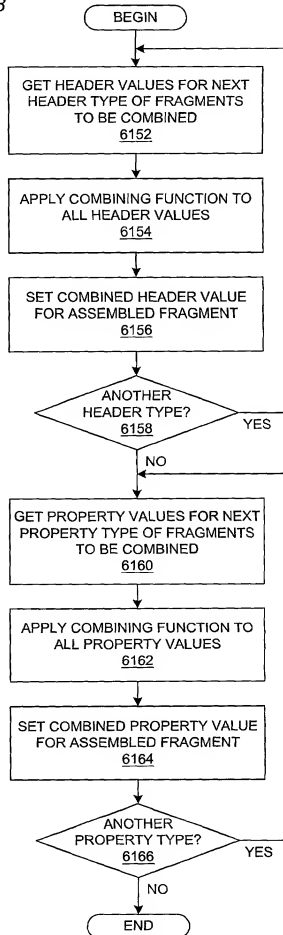 BEGIN
GET HEADER VALUES FOR NEXT
HEADER TYPE OF FRAGMENTS
TO BE COMBINED
6152
APPLY COMBINING FUNCTION TO
ALL HEADER VALUES
6154
SET COMBINED HEADER VALUE
FOR ASSEMBLED FRAGMENT
6156
ANOTHER
HEADER TYPE?
6158
YES
NO
GET PROPERTY VALUES FOR NEXT
PROPERTY TYPE OF FRAGMENTS
TO BE COMBINED
6160
APPLY COMBINING FUNCTION TO
ALL PROPERTY VALUES
6162
SET COMBINED PROPERTY VALUE
FOR ASSEMBLED FRAGMENT
6164
ANOTHER
PROPERTY TYPE?
6166
YES
NO
END